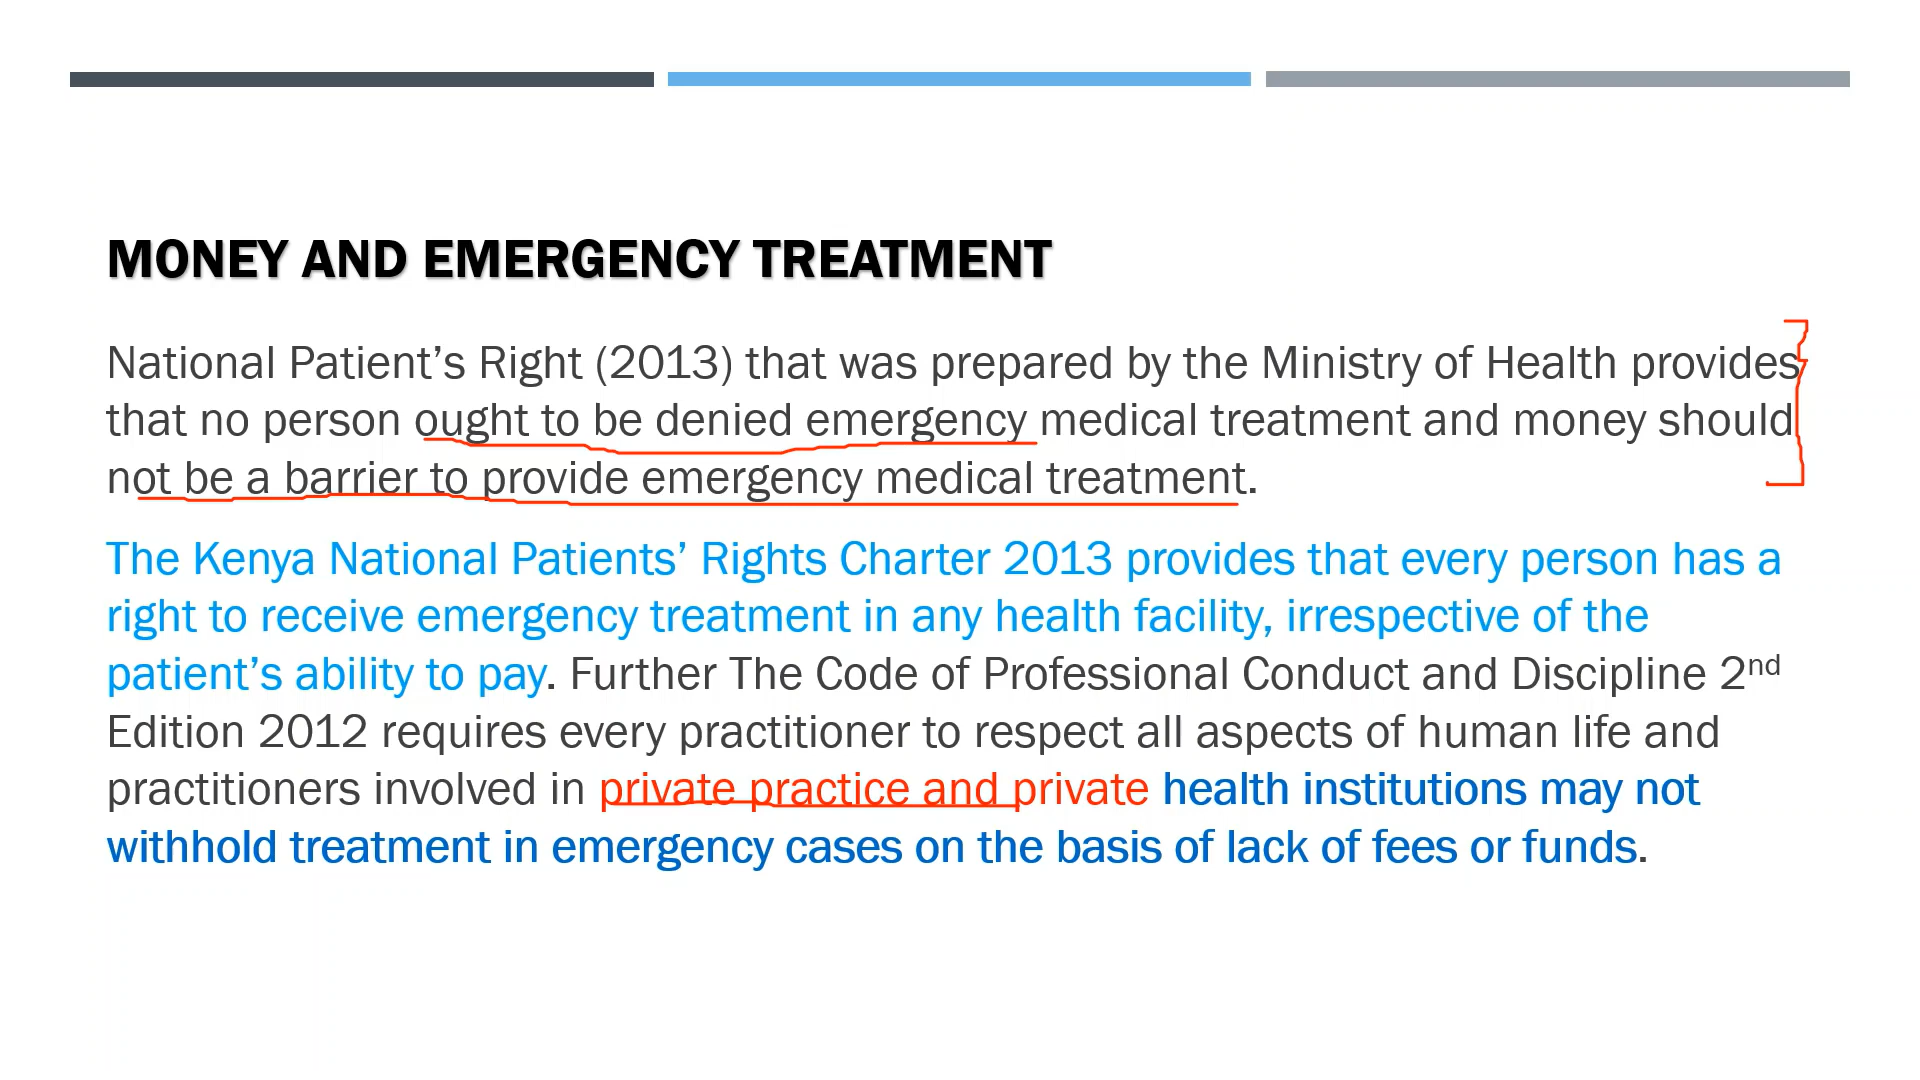 MONEY AND EMERGENCY TREATMENT
National Patient’s Right (2013) that was prepared by the Ministry of Health provides
that no person ought to be denied emergency medical treatment and money should
not be a barrier to provide emergency medical treatment.
The Kenya National Patients’ Rights Charter 2013 provides that every person has a
right to receive emergency treatment in any health facility, irrespective of the
patient’s ability to pay. Further The Code of Professional Conduct and Discipline 2nd
Edition 2012 requires every practitioner to respect all aspects of human life and
practitioners involved in private practice and private health institutions may not
withhold treatment in emergency cases on the basis of lack of fees or funds.